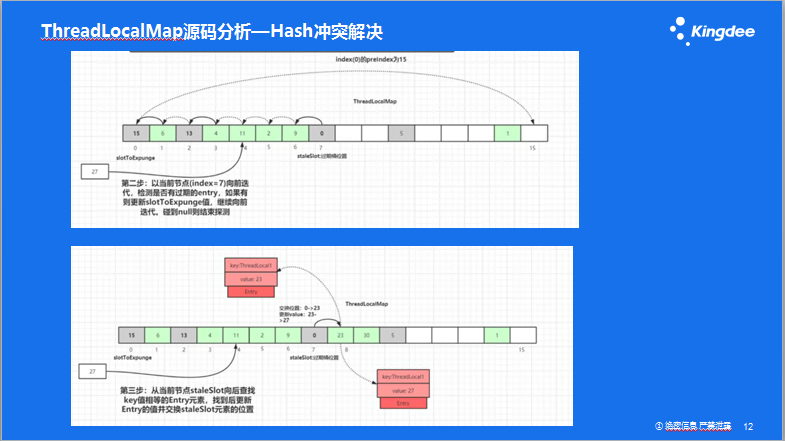 ThreadLocalMap源码分析—Hash冲突解决
Kingdee
index(0)的preIndex为15
ThreadLocalMap
15 6 13 4 11 2 9 0 5 1
0 1 2 3 4 5 6 7 15
slotToExpunge
staleSlot:过期桶位置
27
第二步：以当前节点(index=7)向前迭
代，检测是否有过期的entry，如果有
则更新slotToExpunge值，继续向前
迭代。碰到null则结束探测
key:ThreadLocal1
value: 23
Entry
交换位置：0->23
更新value：23-
>27
ThreadLocalMap
15 6 13 4 11 2 9 0 23 30 5 1
0 1 2 3 4 5 6 7 8 15
slotToExpunge
staleSlot:过期桶位置
27
key:ThreadLocal1
value: 27
Entry
第三步：从当前节点staleSlot向后查找
key值相等的Entry元素，找到后更新
Entry的值并交换staleSlot元素的位置
信息 严禁泄露
12